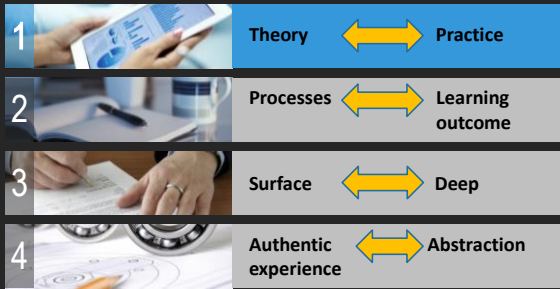 1 Theory Practice
2 Processes Learning
outcome
3 Surface Deep
4 Authentic Abstraction
experience